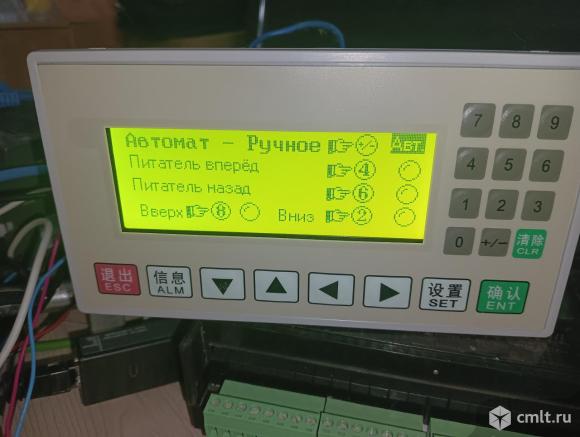 Автомат - Ручное +/- Авт
Питатель вперёд 4
Питатель назад 6
Вверх 8 Вниз 2
7 8 9
4 5 6
1 2 3
0 +/- 清除 CLR
退出 ESC
信息 ALM
设置 SET
确认 ENT
cmlt.ru